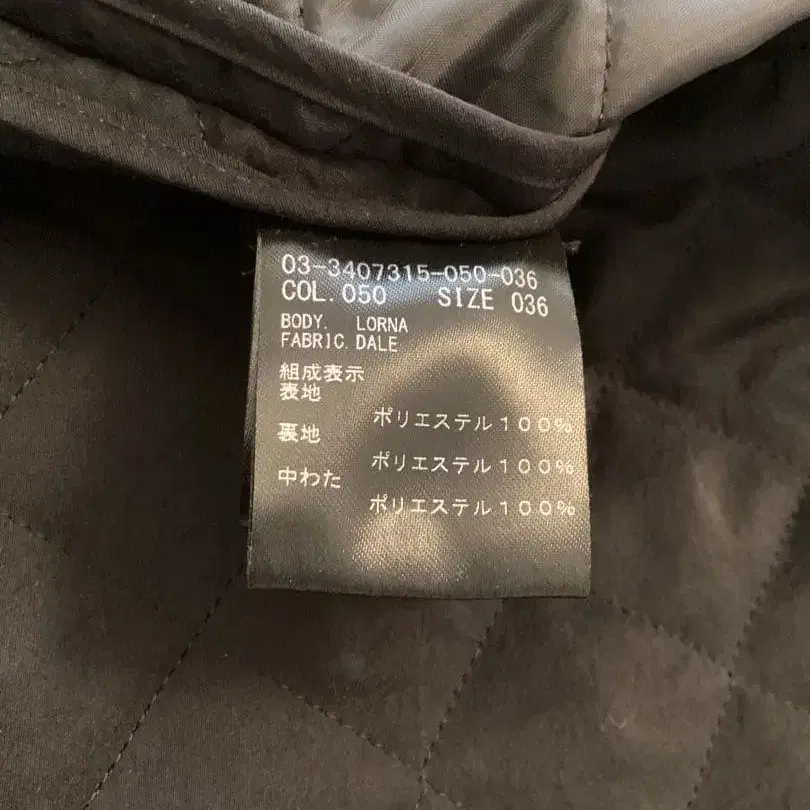 03-3407315-050-036
COL.050 SIZE 036
BODY. LORNA
FABRIC.DALE
組成表示
表地
ポリエステル100%
裏地
ポリエステル100%
中わた
ポリエステル100%